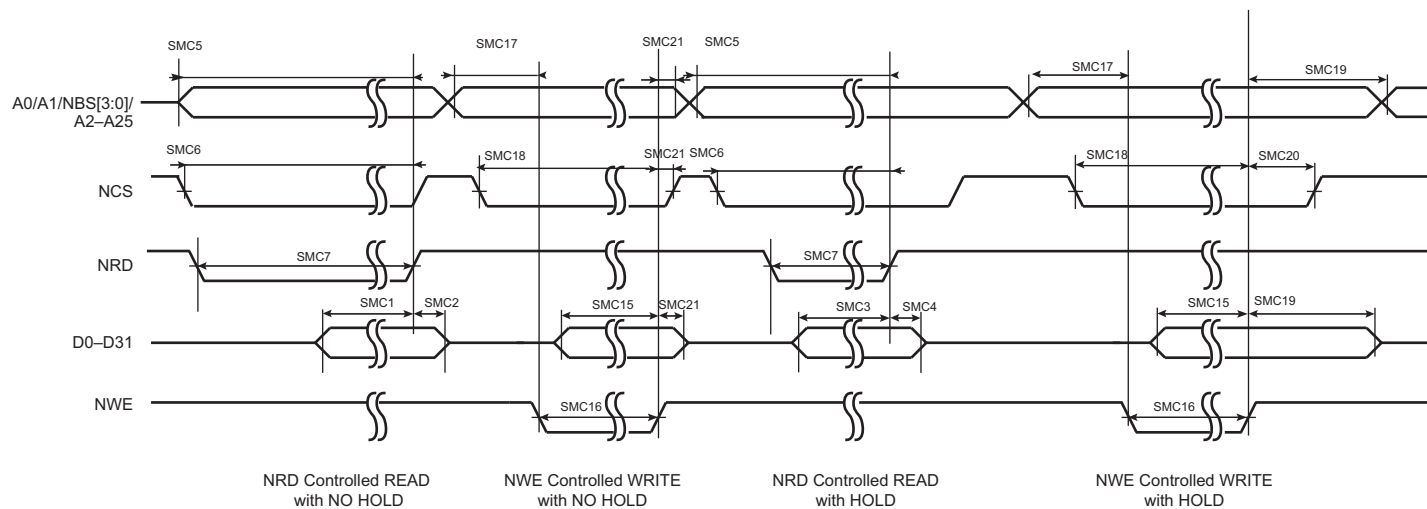 SMC5
SMC17
SMC21
SMC5
SMC17
SMC19
A0/A1/NBS[3:0]/
A2–A25
SMC6
SMC18
SMC21
SMC6
SMC18
SMC20
NCS
NRD
SMC7
SMC7
SMC1
SMC2
SMC15
SMC21
SMC3
SMC4
SMC15
SMC19
D0–D31
NWE
SMC16
SMC16
NRD Controlled READ
with NO HOLD
NWE Controlled WRITE
with NO HOLD
NRD Controlled READ
with HOLD
NWE Controlled WRITE
with HOLD